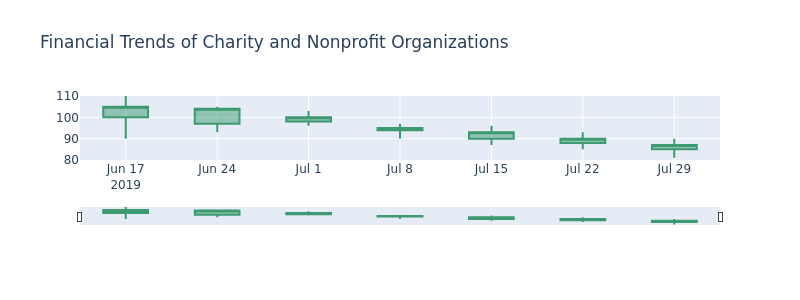 Financial Trends of Charity and Nonprofit Organizations
110
100
90
80
Jun 17 Jun 24 Jul 1 Jul 8 Jul 15 Jul 22 Jul 29
2019